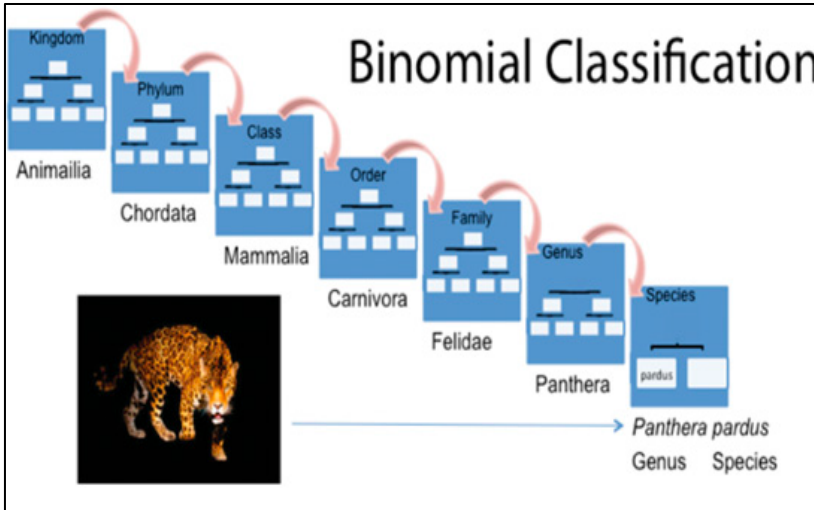 Binomial Classification
Kingdom
Animailia
Phylum
Chordata
Class
Mammalia
Order
Carnivora
Family
Felidae
Genus
Panthera
Species
pardus
Panthera pardus
Genus Species